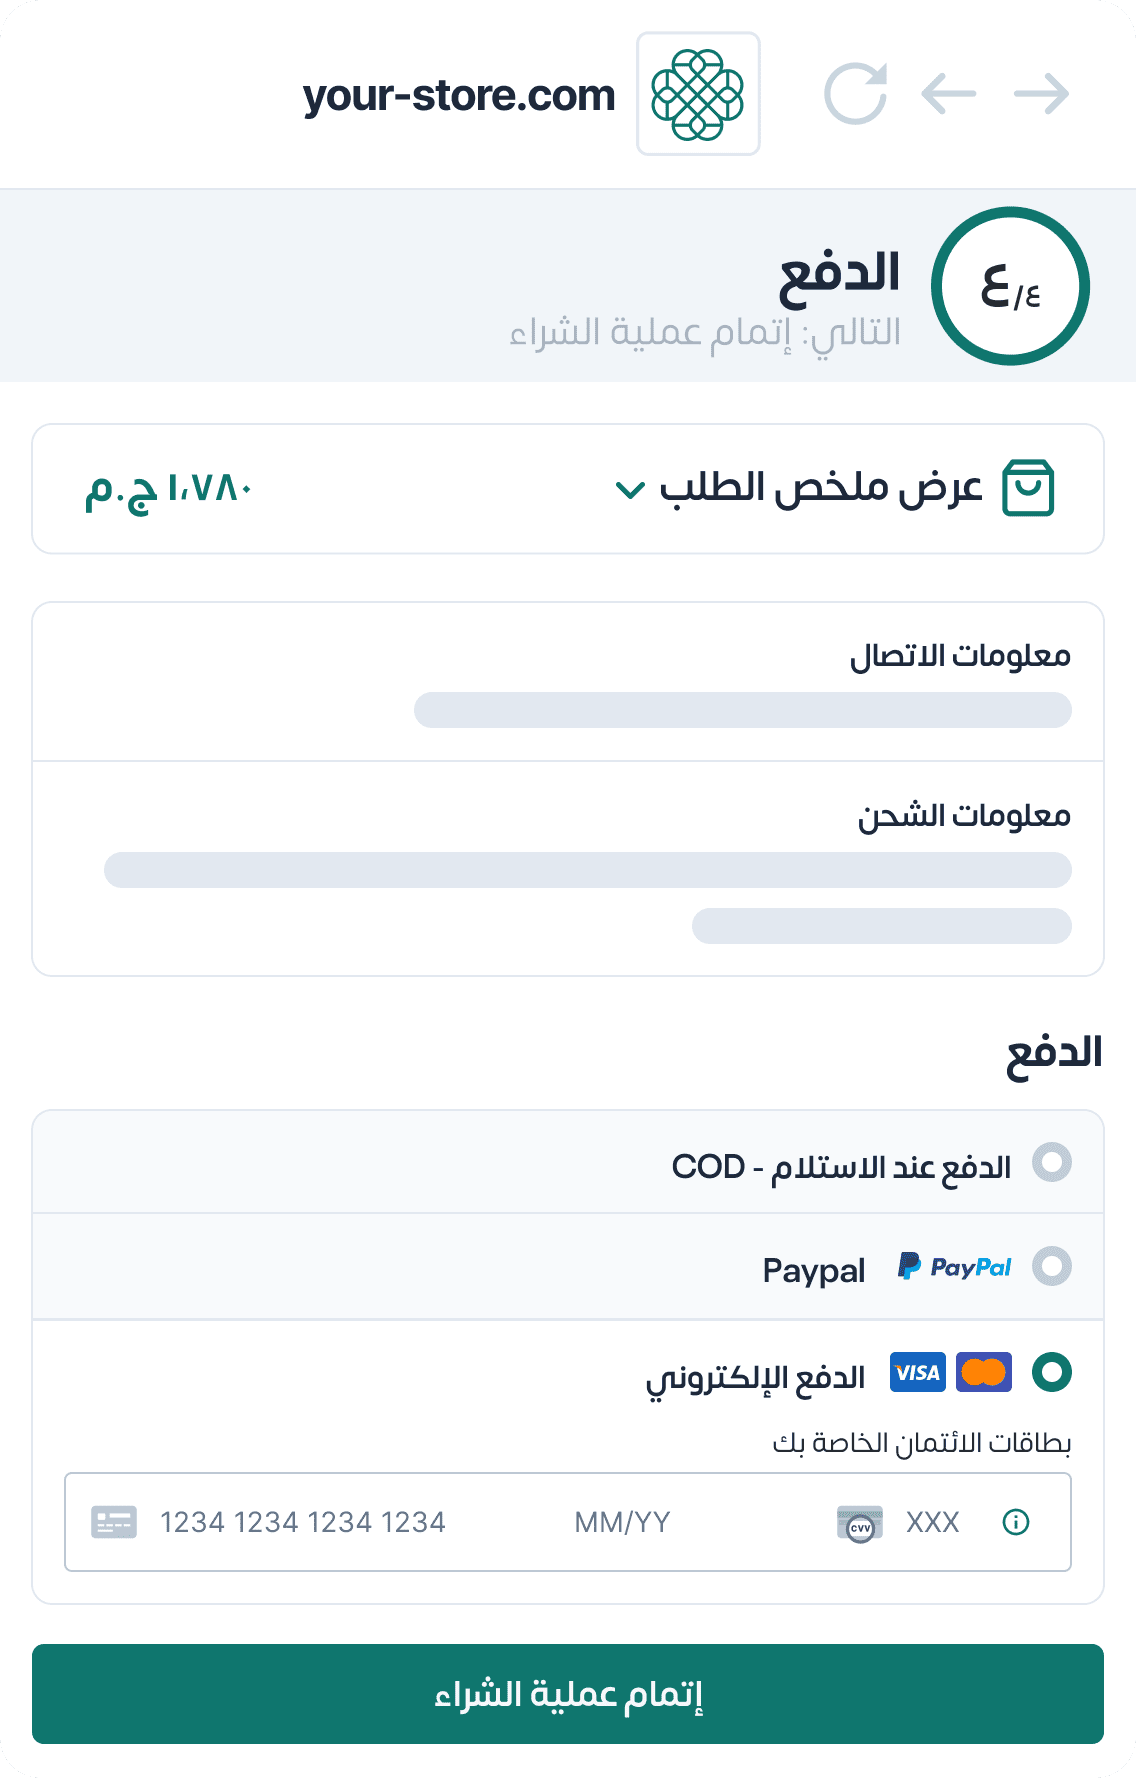 your-store.com
٤/٤
الدفع
التالي: إتمام عملية الشراء
عرض ملخص الطلب
١،٧٨٠ ج.م
معلومات الاتصال
معلومات الشحن
الدفع
الدفع عند الاستلام - COD
PayPal Paypal
VISA الدفع الإلكتروني
بطاقات الائتمان الخاصة بك
1234 1234 1234 1234 MM/YY CVV XXX
إتمام عملية الشراء